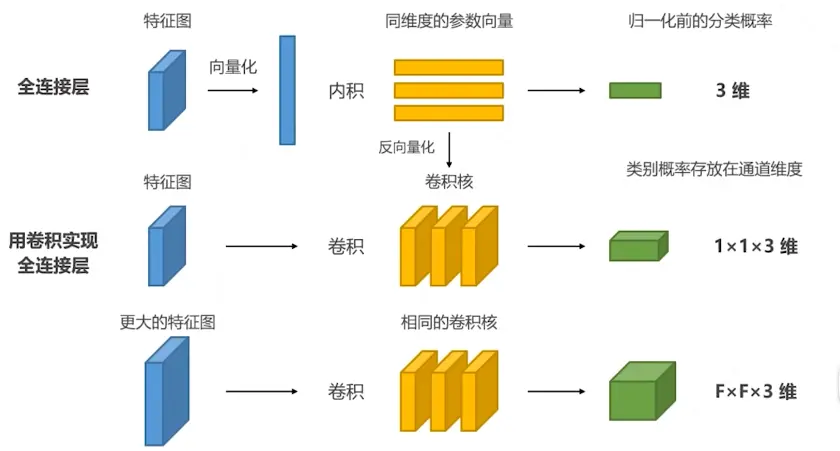 特征图
同维度的参数向量
归一化前的分类概率
全连接层
向量化
内积
3 维
反向量化
特征图
卷积核
类别概率存放在通道维度
用卷积实现
全连接层
卷积
1×1×3 维
更大的特征图
相同的卷积核
卷积
F×F×3 维